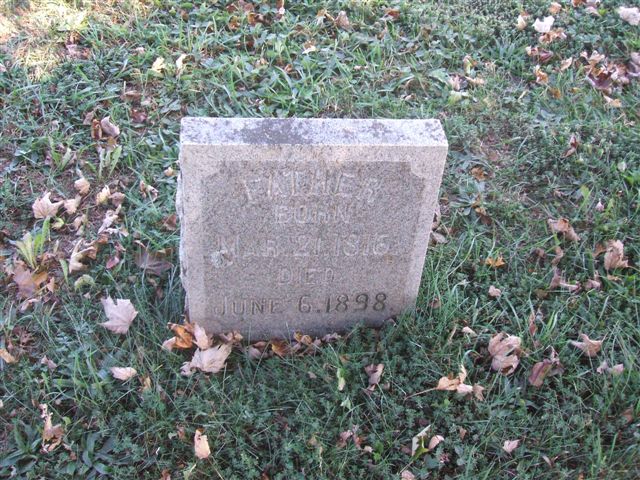 FATHER
BORN
MAR. 21. 1816.
DIED
JUNE 6. 1898.